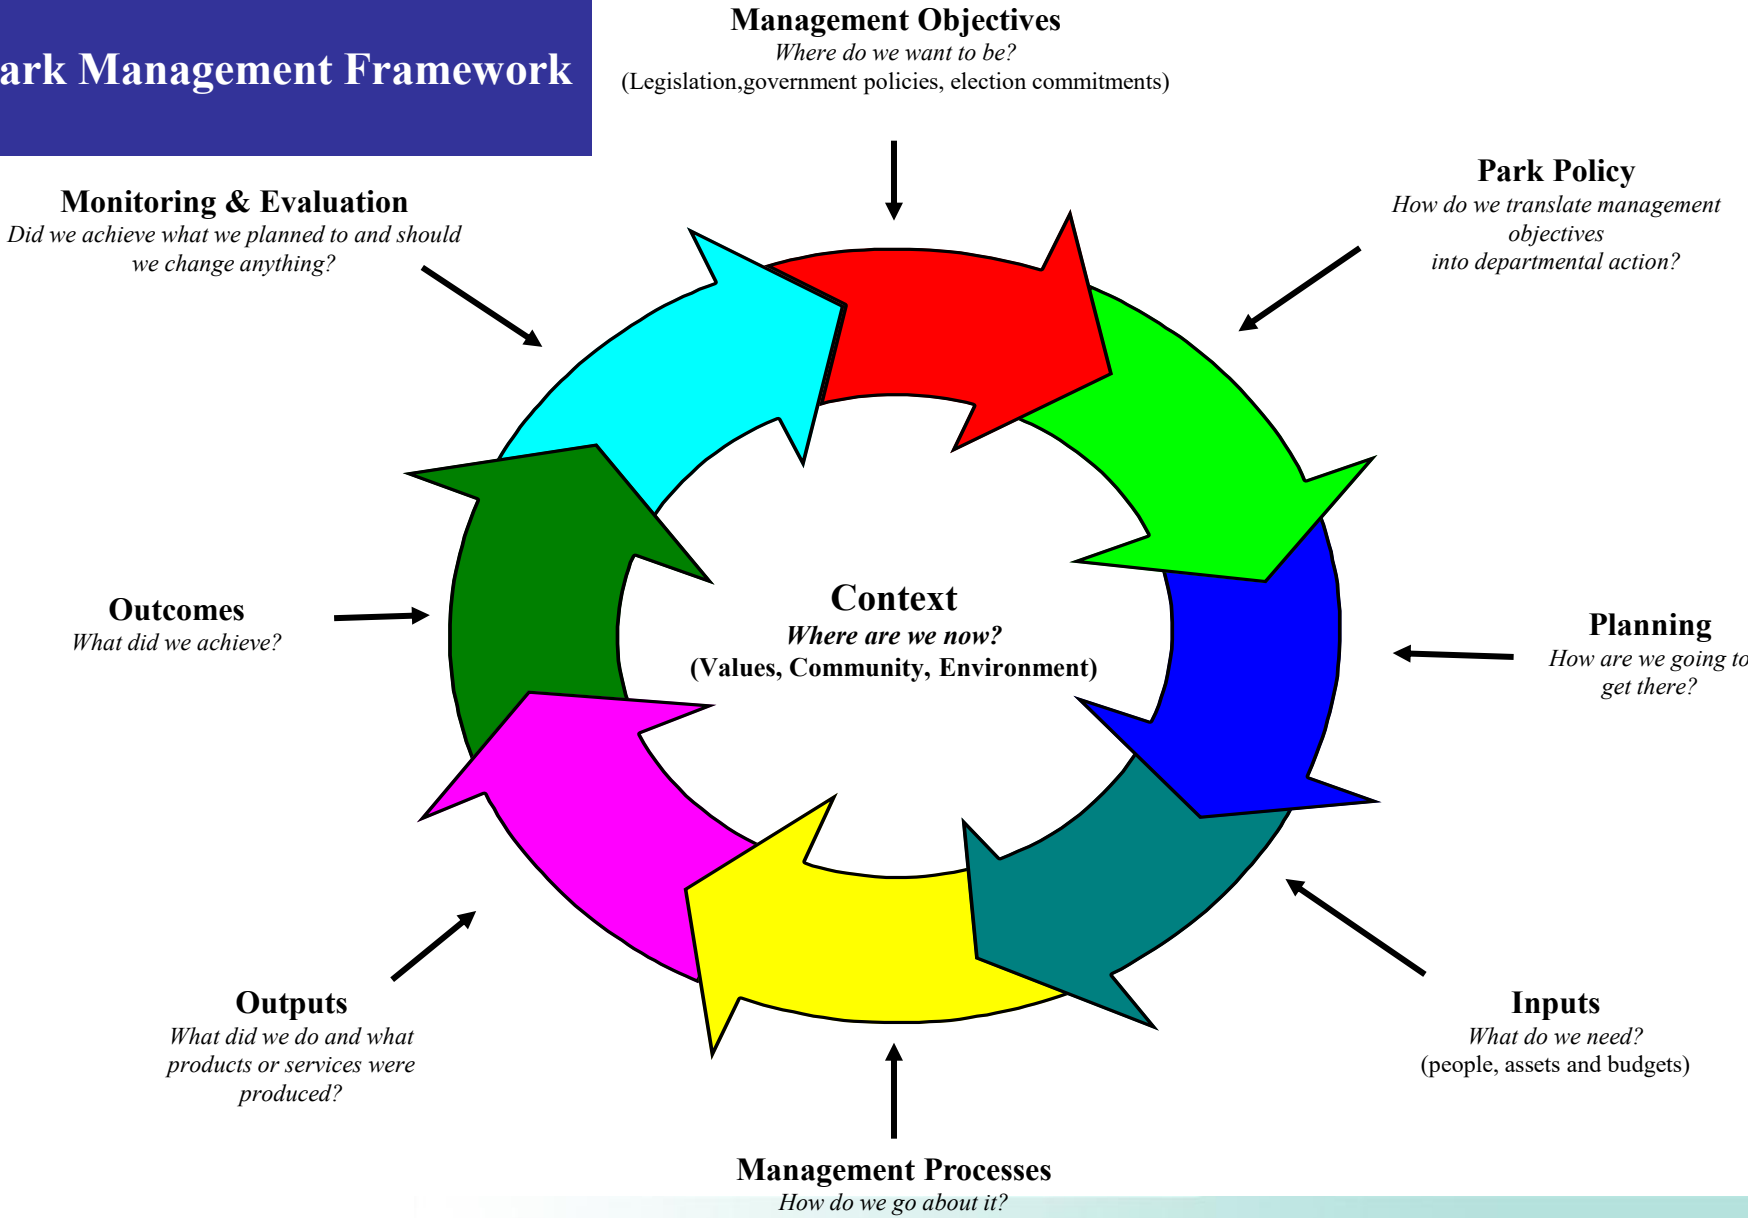 ark Management Framework
Management Objectives
Where do we want to be?
(Legislation,government policies, election commitments)
Park Policy
How do we translate management
objectives
into departmental action?
Monitoring & Evaluation
Did we achieve what we planned to and should
we change anything?
Context
Where are we now?
(Values, Community, Environment)
Outcomes
What did we achieve?
Planning
How are we going to
get there?
Outputs
What did we do and what
products or services were
produced?
Inputs
What do we need?
(people, assets and budgets)
Management Processes
How do we go about it?